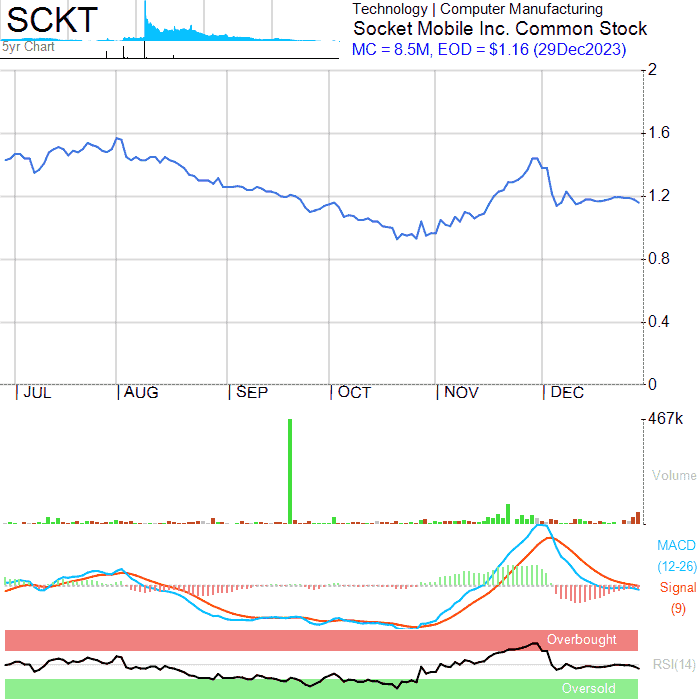 SCKT
5yr Chart
Technology | Computer Manufacturing
Socket Mobile Inc. Common Stock
MC = 8.5M, EOD = $1.16 (29Dec2023)
2
1.6
1.2
0.8
0.4
0
JUL AUG SEP OCT NOV DEC
467k
Volume
MACD
(12-26)
Signal
(9)
Overbought
RSI(14)
Oversold